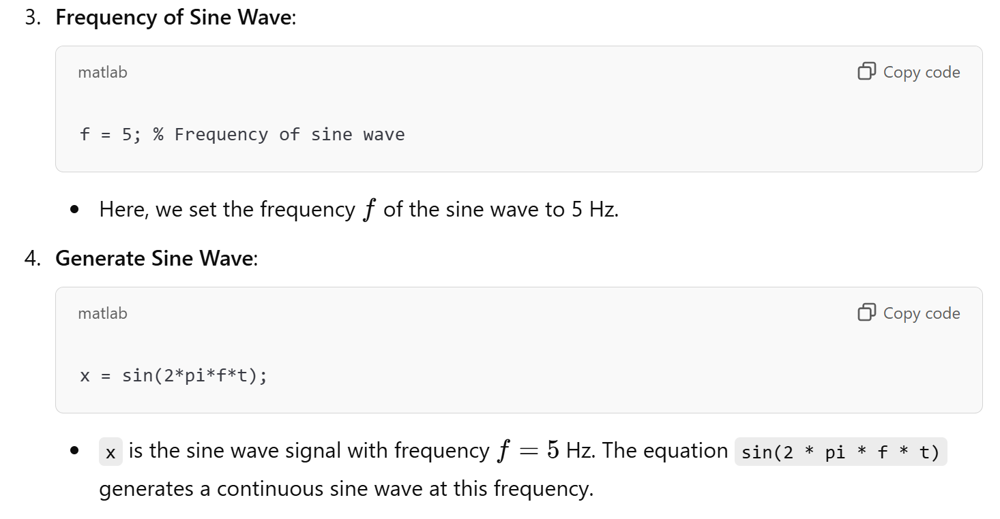 3. Frequency of Sine Wave:
matlab Copy code
f = 5; % Frequency of sine wave
• Here, we set the frequency f of the sine wave to 5 Hz.
4. Generate Sine Wave:
matlab Copy code
x = sin(2*pi*f*t);
• x is the sine wave signal with frequency f = 5 Hz. The equation sin(2 * pi * f * t)
generates a continuous sine wave at this frequency.